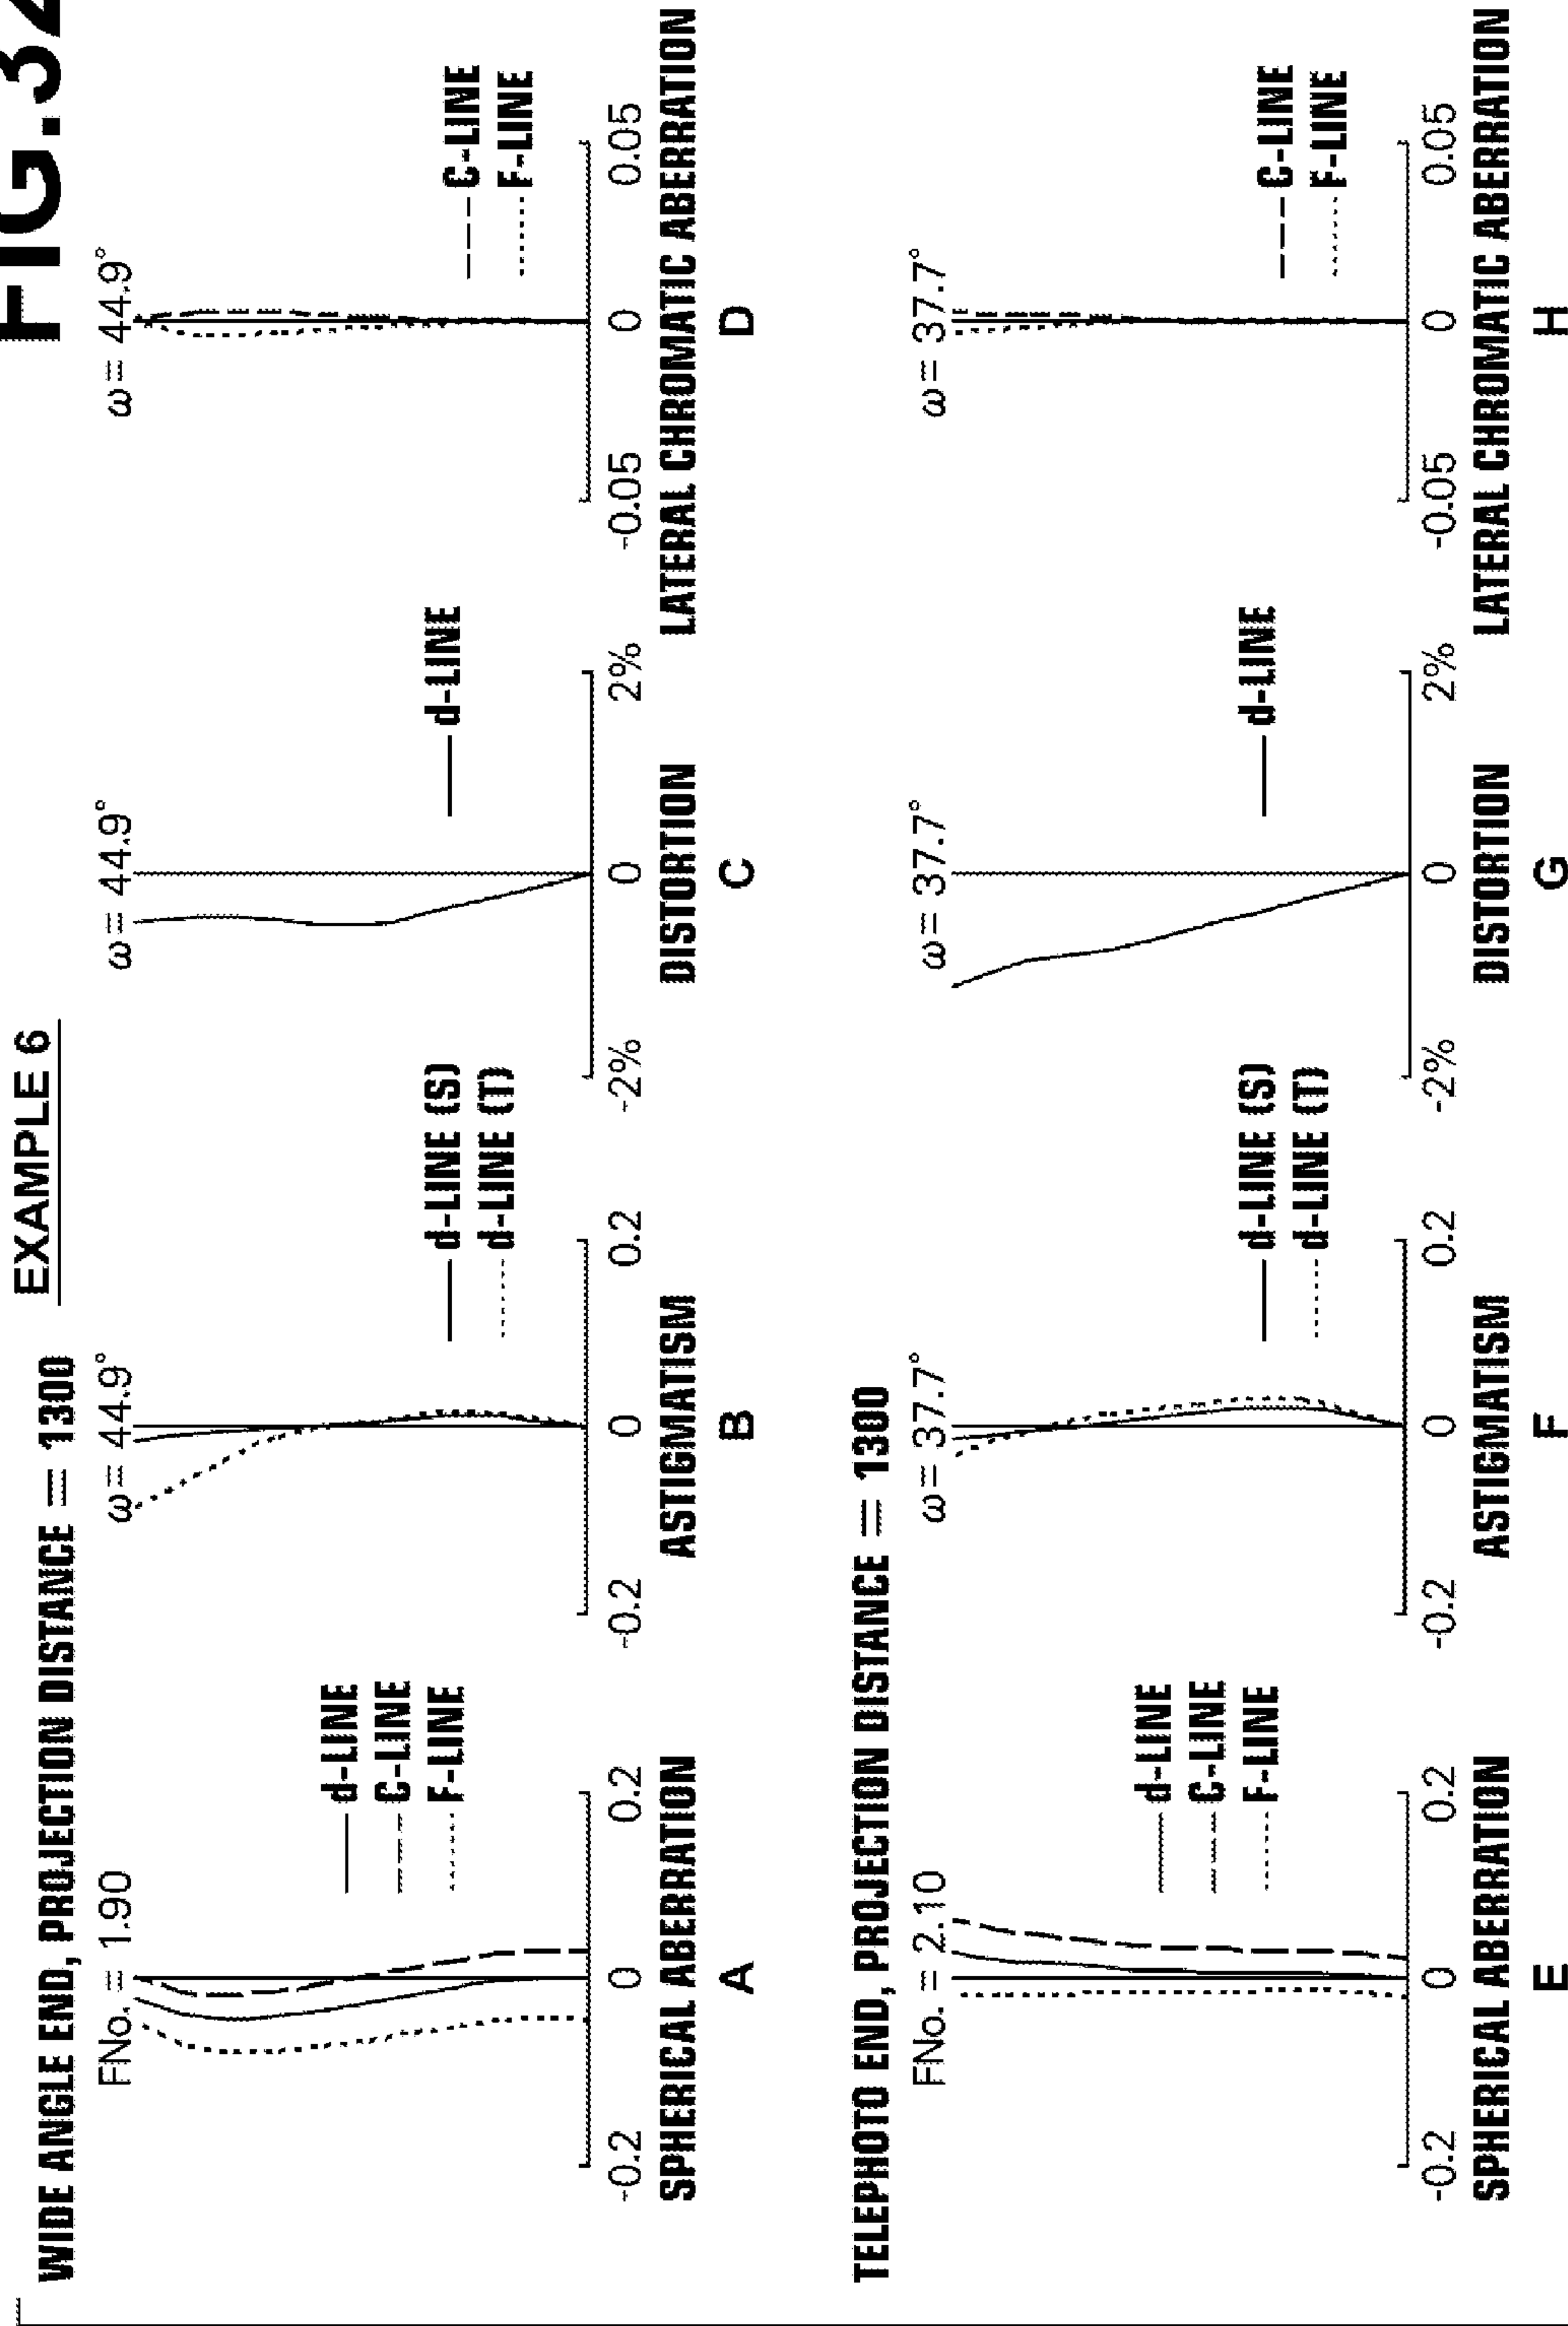 FIG.32
EXAMPLE 6
WIDE ANGLE END, PROJECTION DISTANCE = 1300
FNo. = 1.90
d-LINE
C-LINE
F-LINE
-0.2 0 0.2
SPHERICAL ABERRATION
A
ω= 44.9°
d-LINE (S)
d-LINE (T)
-0.2 0 0.2
ASTIGMATISM
B
ω= 44.9°
d-LINE
-2% 0 2%
DISTORTION
C
ω= 44.9°
C-LINE
F-LINE
-0.05 0 0.05
LATERAL CHROMATIC ABERRATION
D
TELEPHOTO END, PROJECTION DISTANCE = 1300
FNo. = 2.10
d-LINE
C-LINE
F-LINE
-0.2 0 0.2
SPHERICAL ABERRATION
E
ω= 37.7°
d-LINE (S)
d-LINE (T)
-0.2 0 0.2
ASTIGMATISM
F
ω= 37.7°
d-LINE
-2% 0 2%
DISTORTION
G
ω= 37.7°
C-LINE
F-LINE
-0.05 0 0.05
LATERAL CHROMATIC ABERRATION
H